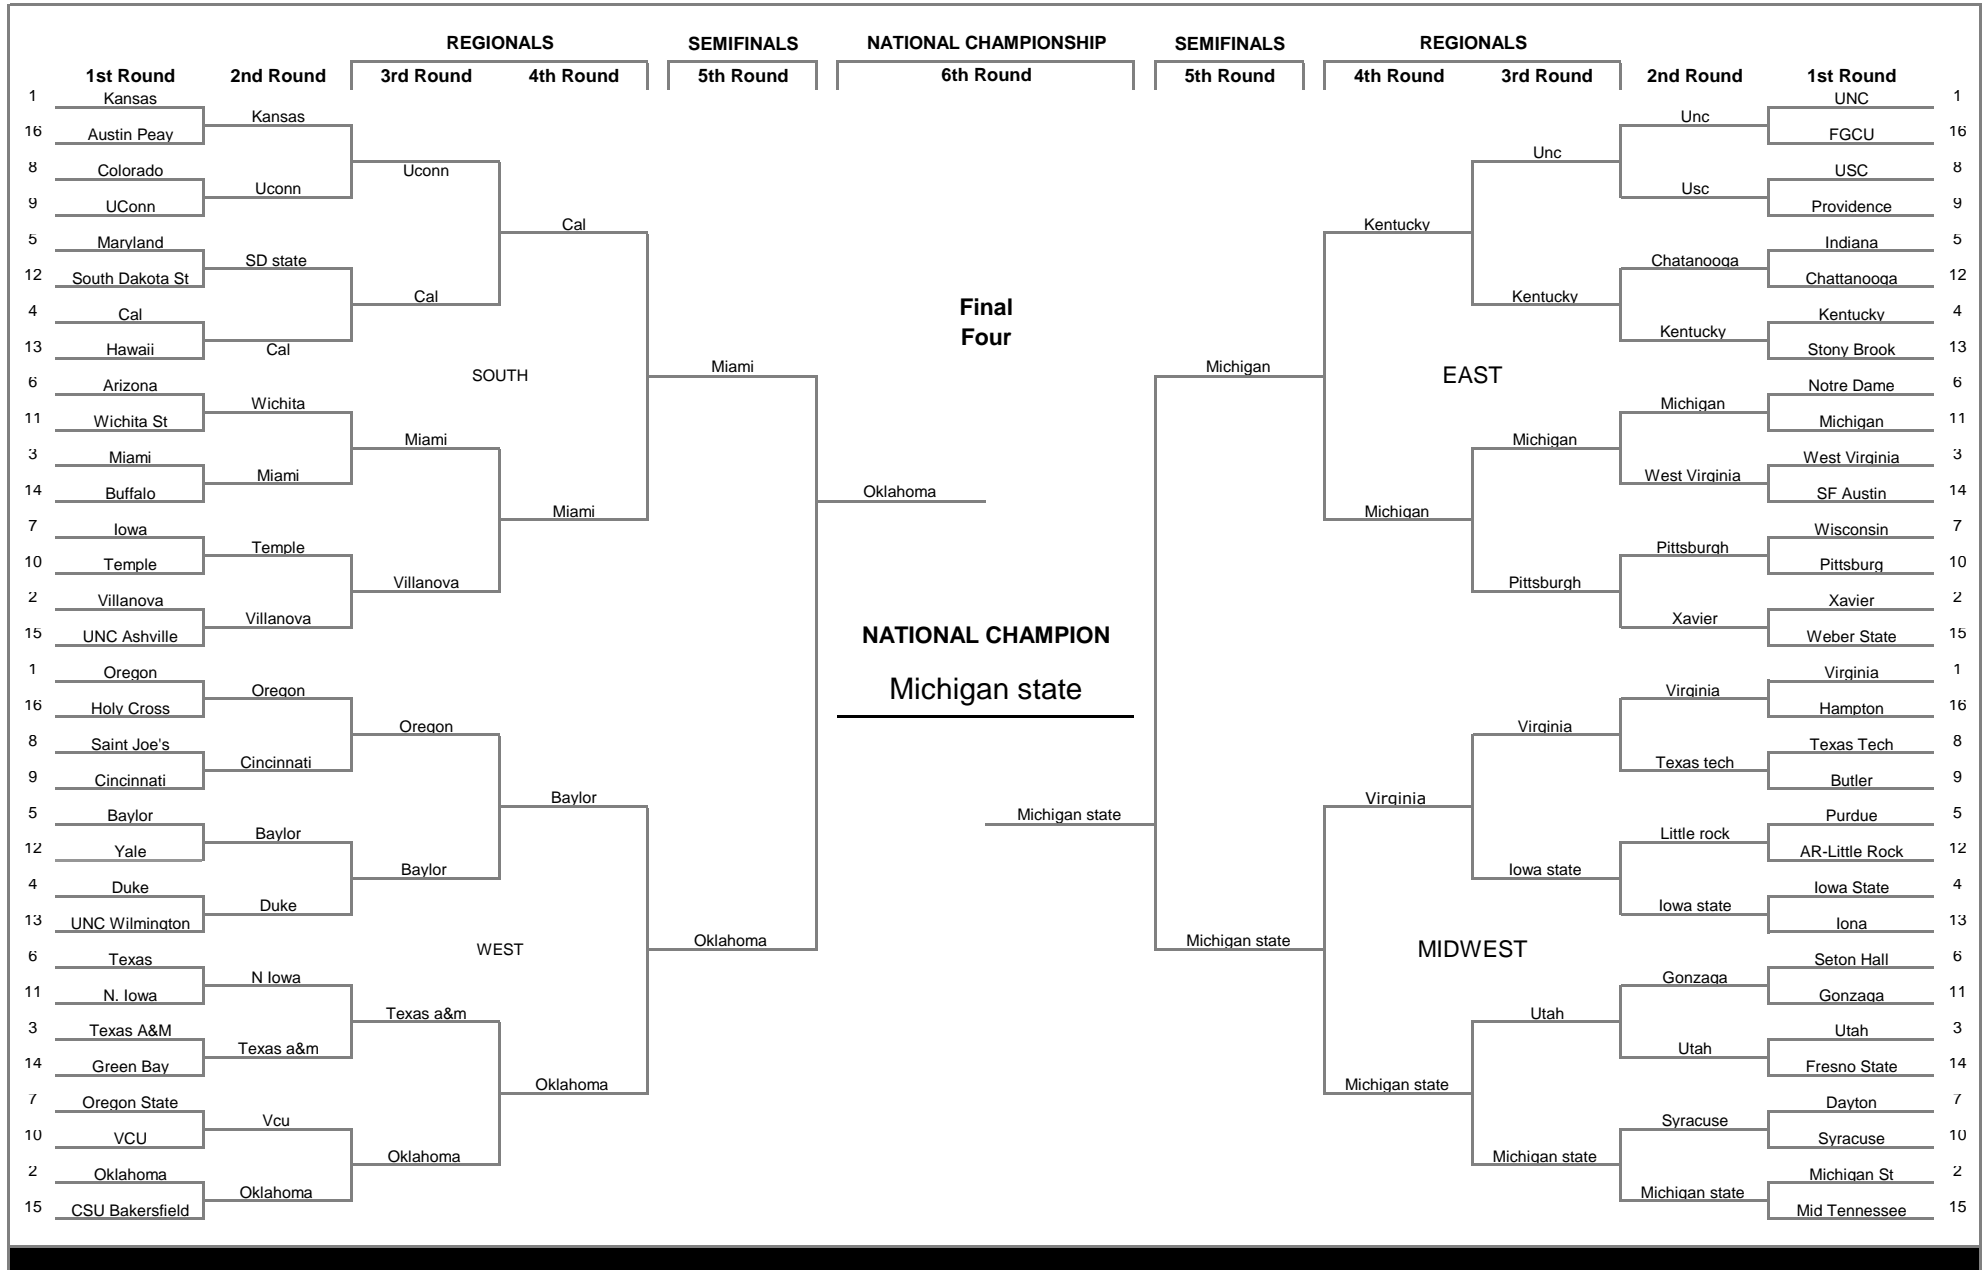 REGIONALS SEMIFINALS NATIONAL CHAMPIONSHIP SEMIFINALS REGIONALS
1st Round 2nd Round 3rd Round 4th Round 5th Round 6th Round 5th Round 4th Round 3rd Round 2nd Round 1st Round
1 Kansas
Kansas
16 Austin Peay
Uconn
8 Colorado
Uconn
9 UConn
Cal
5 Maryland
SD state
12 South Dakota St
Cal
4 Cal
Cal
13 Hawaii
SOUTH
Miami
6 Arizona
Wichita
11 Wichita St
Miami
3 Miami
Miami
14 Buffalo
Miami
7 Iowa
Temple
10 Temple
Villanova
2 Villanova
Villanova
15 UNC Ashville
1 Oregon
Oregon
16 Holy Cross
Oregon
8 Saint Joe's
Cincinnati
9 Cincinnati
Baylor
5 Baylor
Baylor
12 Yale
Baylor
4 Duke
Duke
13 UNC Wilmington
WEST
Oklahoma
6 Texas
N Iowa
11 N. Iowa
Texas a&m
3 Texas A&M
Texas a&m
14 Green Bay
Oklahoma
7 Oregon State
Vcu
10 VCU
Oklahoma
2 Oklahoma
Oklahoma
15 CSU Bakersfield
Final
Four
Oklahoma
NATIONAL CHAMPION
Michigan state
Michigan state
UNC 1
Unc
FGCU 16
Unc
USC 8
Usc
Providence 9
Kentucky
Indiana 5
Chatanooga
Chattanooga 12
Kentucky
Kentucky 4
Kentucky
Stony Brook 13
EAST
Michigan
Notre Dame 6
Michigan
Michigan 11
Michigan
West Virginia 3
West Virginia
SF Austin 14
Michigan
Wisconsin 7
Pittsburgh
Pittsburg 10
Pittsburgh
Xavier 2
Xavier
Weber State 15
Virginia 1
Virginia
Hampton 16
Virginia
Texas Tech 8
Texas tech
Butler 9
Virginia
Purdue 5
Little rock
AR-Little Rock 12
Iowa state
Iowa State 4
Iowa state
Iona 13
MIDWEST
Michigan state
Seton Hall 6
Gonzaga
Gonzaga 11
Utah
Utah 3
Utah
Fresno State 14
Michigan state
Dayton 7
Syracuse
Syracuse 10
Michigan state
Michigan St 2
Michigan state
Mid Tennessee 15